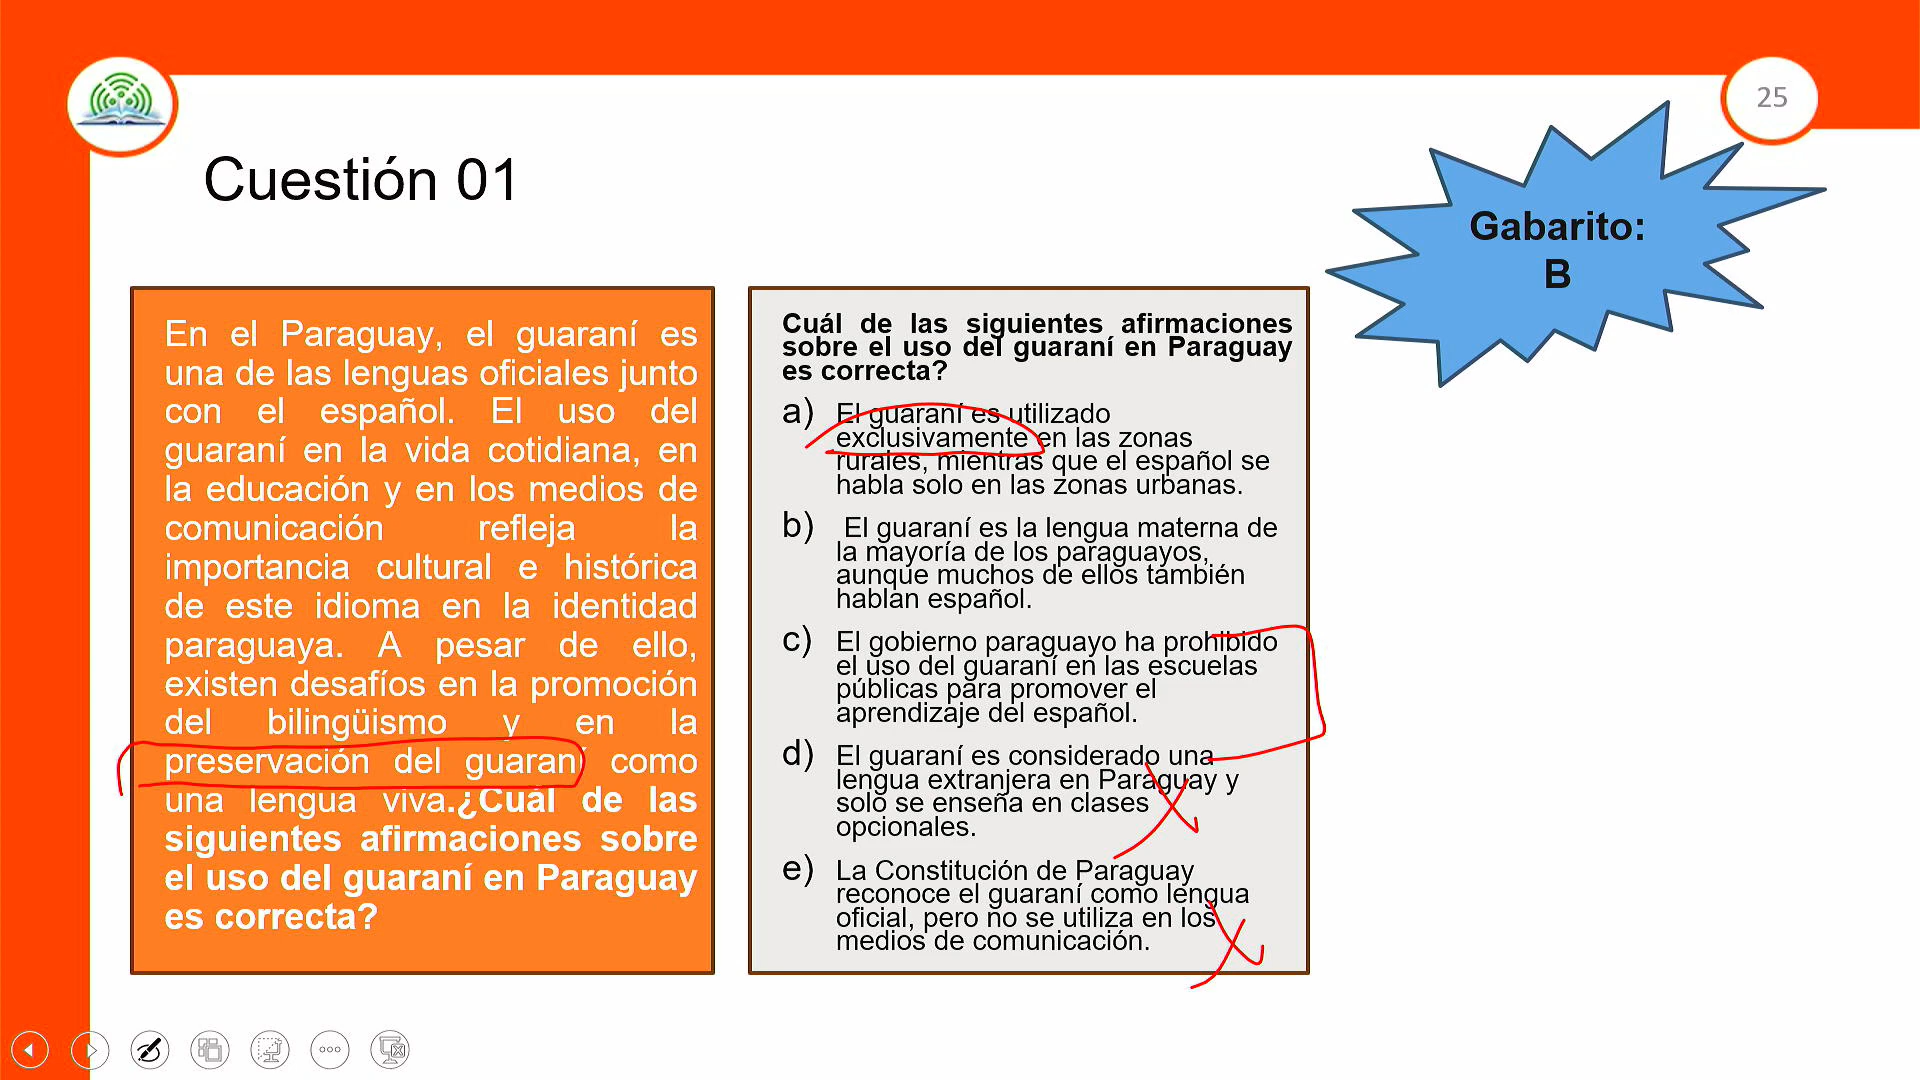 25
Cuestión 01
Gabarito:
B
En el Paraguay, el guaraní es
una de las lenguas oficiales junto
con el español. El uso del
guaraní en la vida cotidiana, en
la educación y en los medios de
comunicación refleja la
importancia cultural e histórica
de este idioma en la identidad
paraguaya. A pesar de ello,
existen desafíos en la promoción
del bilingüismo y en la
preservación del guaraní como
una lengua viva.¿Cuál de las
siguientes afirmaciones sobre
el uso del guaraní en Paraguay
es correcta?
Cuál de las siguientes afirmaciones
sobre el uso del guaraní en Paraguay
es correcta?
a) El guaraní es utilizado
exclusivamente en las zonas
rurales, mientras que el español se
habla solo en las zonas urbanas.
b) El guaraní es la lengua materna de
la mayoría de los paraguayos,
aunque muchos de ellos también
hablan español.
c) El gobierno paraguayo ha prohibido
el uso del guaraní en las escuelas
públicas para promover el
aprendizaje del español.
d) El guaraní es considerado una
lengua extranjera en Paraguay y
solo se enseña en clases
opcionales.
e) La Constitución de Paraguay
reconoce el guaraní como lengua
oficial, pero no se utiliza en los
medios de comunicación.